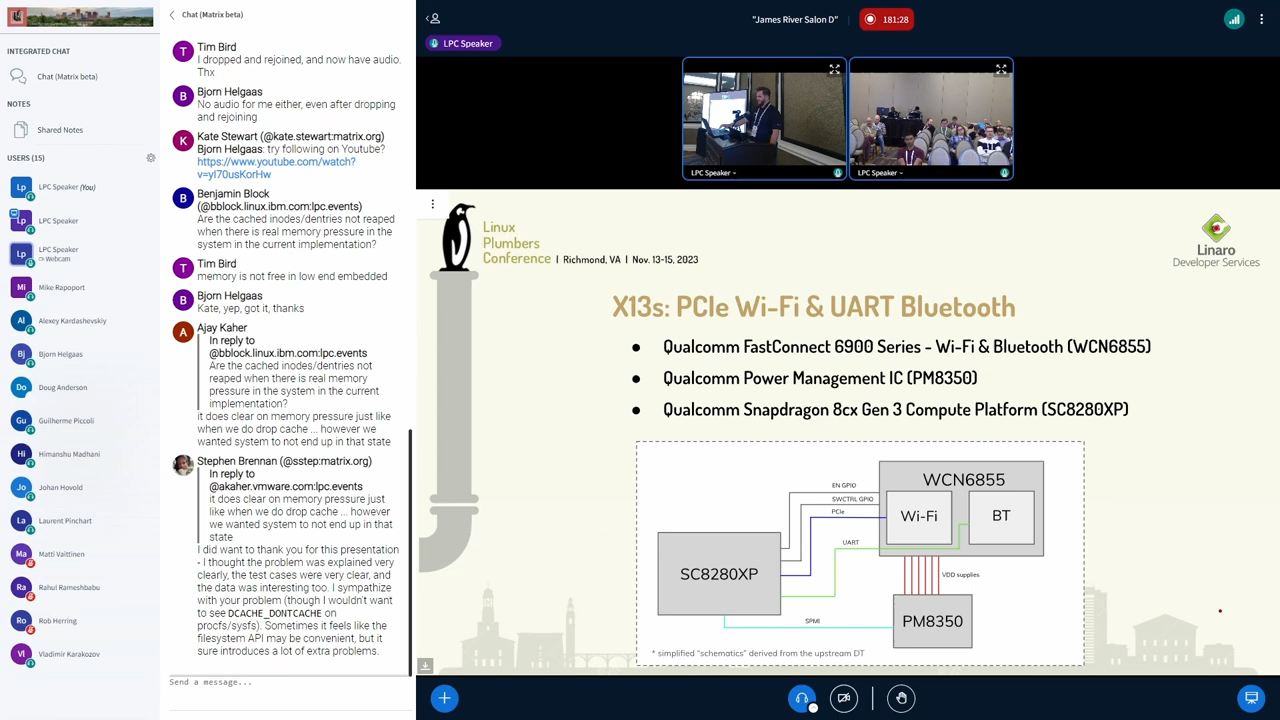 INTEGRATED CHAT
Chat (Matrix beta)
NOTES
Shared Notes
USERS (15)
Lp LPC Speaker (You)
Lp LPC Speaker
Lp LPC Speaker
Webcam
Mi Mike Rapoport
Al Alexey Kardashevskiy
Bj Bjorn Helgaas
Do Doug Anderson
Gu Guilherme Piccoli
Hi Himanshu Madhani
Jo Johan Hovold
La Laurent Pinchart
Ma Matti Vaittinen
Ra Rahul Rameshbabu
Ro Rob Herring
Vl Vladimir Karakozov
Chat (Matrix beta)
T Tim Bird
I dropped and rejoined, and now have audio.
Thx
B Bjorn Helgaas
No audio for me either, even after dropping
and rejoining
K Kate Stewart (@kate.stewart:matrix.org)
Bjorn Helgaas: try following on Youtube?
https://www.youtube.com/watch?
v=yI70usKorHw
B Benjamin Block
(@bblock.linux.ibm.com:lpc.events)
Are the cached inodes/dentries not reaped
when there is real memory pressure in the
system in the current implementation?
T Tim Bird
memory is not free in low end embedded
B Bjorn Helgaas
Kate, yep, got it, thanks
A Ajay Kaher
In reply to
@bblock.linux.ibm.com:lpc.events
Are the cached inodes/dentries not
reaped when there is real memory
pressure in the system in the current
implementation?
it does clear on memory pressure just like
when we do drop cache ... however we
wanted system to not end up in that state
Stephen Brennan (@sstep:matrix.org)
In reply to
@akaher.vmware.com:lpc.events
it does clear on memory pressure just
like when we do drop cache ... however
we wanted system to not end up in that
state
I did want to thank you for this presentation
- I thought the problem was explained very
clearly, the test cases were very clear, and
the data was interesting too. I sympathize
with your problem (though I wouldn't want
to see DCACHE_DONTCACHE on
procfs/sysfs). Sometimes it feels like the
filesystem API may be convenient, but it
sure introduces a lot of extra problems.
Send a message...
"James River Salon D"
181:28
LPC Speaker
LPC Speaker
LPC Speaker
Linux
Plumbers
Conference | Richmond, VA | Nov. 13-15, 2023
Linaro
Developer Services
X13s: PCIe Wi-Fi & UART Bluetooth
● Qualcomm FastConnect 6900 Series - Wi-Fi & Bluetooth (WCN6855)
● Qualcomm Power Management IC (PM8350)
● Qualcomm Snapdragon 8cx Gen 3 Compute Platform (SC8280XP)
WCN6855
EN GPIO
SWCTRL GPIO
PCIe
Wi-Fi
BT
UART
SC8280XP
VDD supplies
SPMI
PM8350
* simplified "schematics" derived from the upstream DT